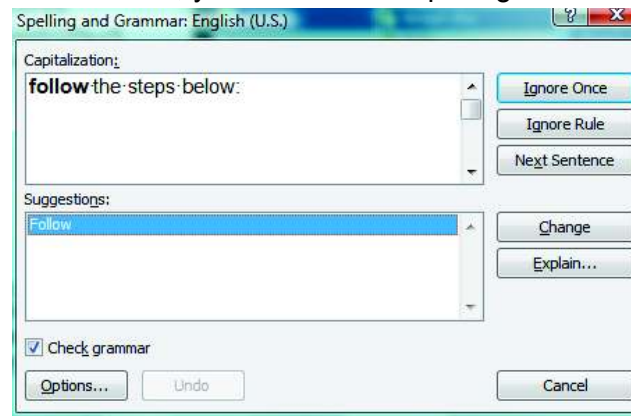 Spelling and Grammar: English (U.S.)
Capitalization:
follow·the·steps·below:
Ignore Once
Ignore Rule
Next Sentence
Suggestions:
Follow
Change
Explain...
Check grammar
Options...
Undo
Cancel